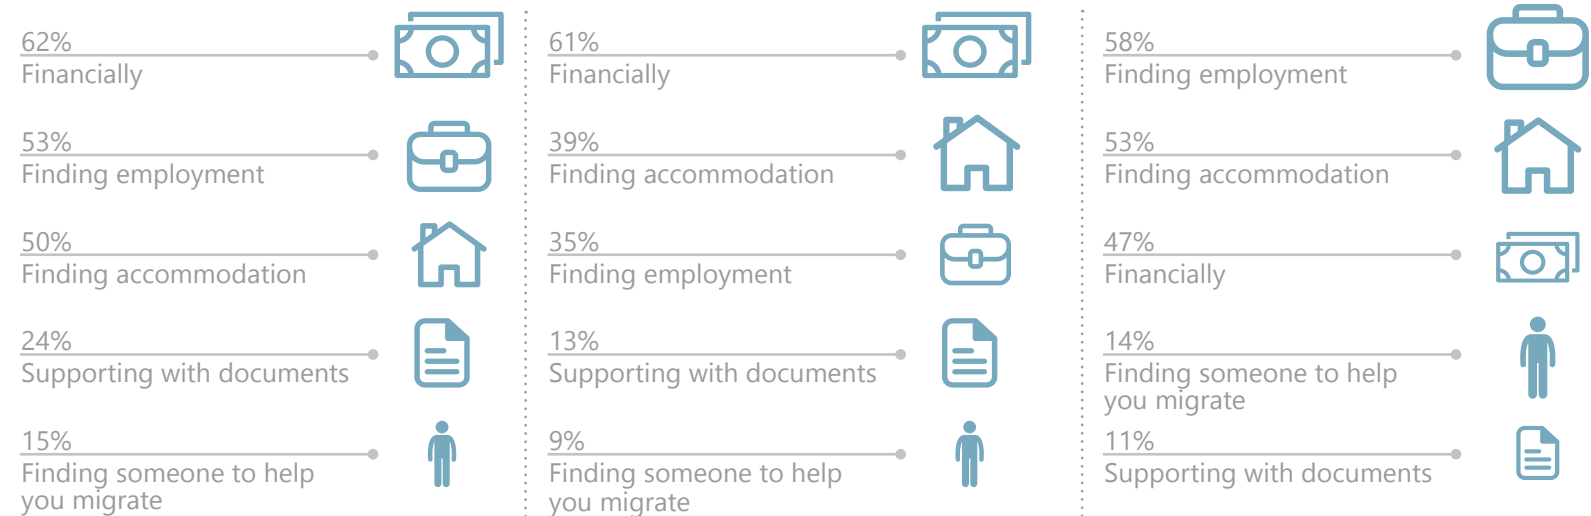 62%
Financially
53%
Finding employment
50%
Finding accommodation
24%
Supporting with documents
15%
Finding someone to help
you migrate
61%
Financially
39%
Finding accommodation
35%
Finding employment
13%
Supporting with documents
9%
Finding someone to help
you migrate
58%
Finding employment
53%
Finding accommodation
47%
Financially
14%
Finding someone to help
you migrate
11%
Supporting with documents